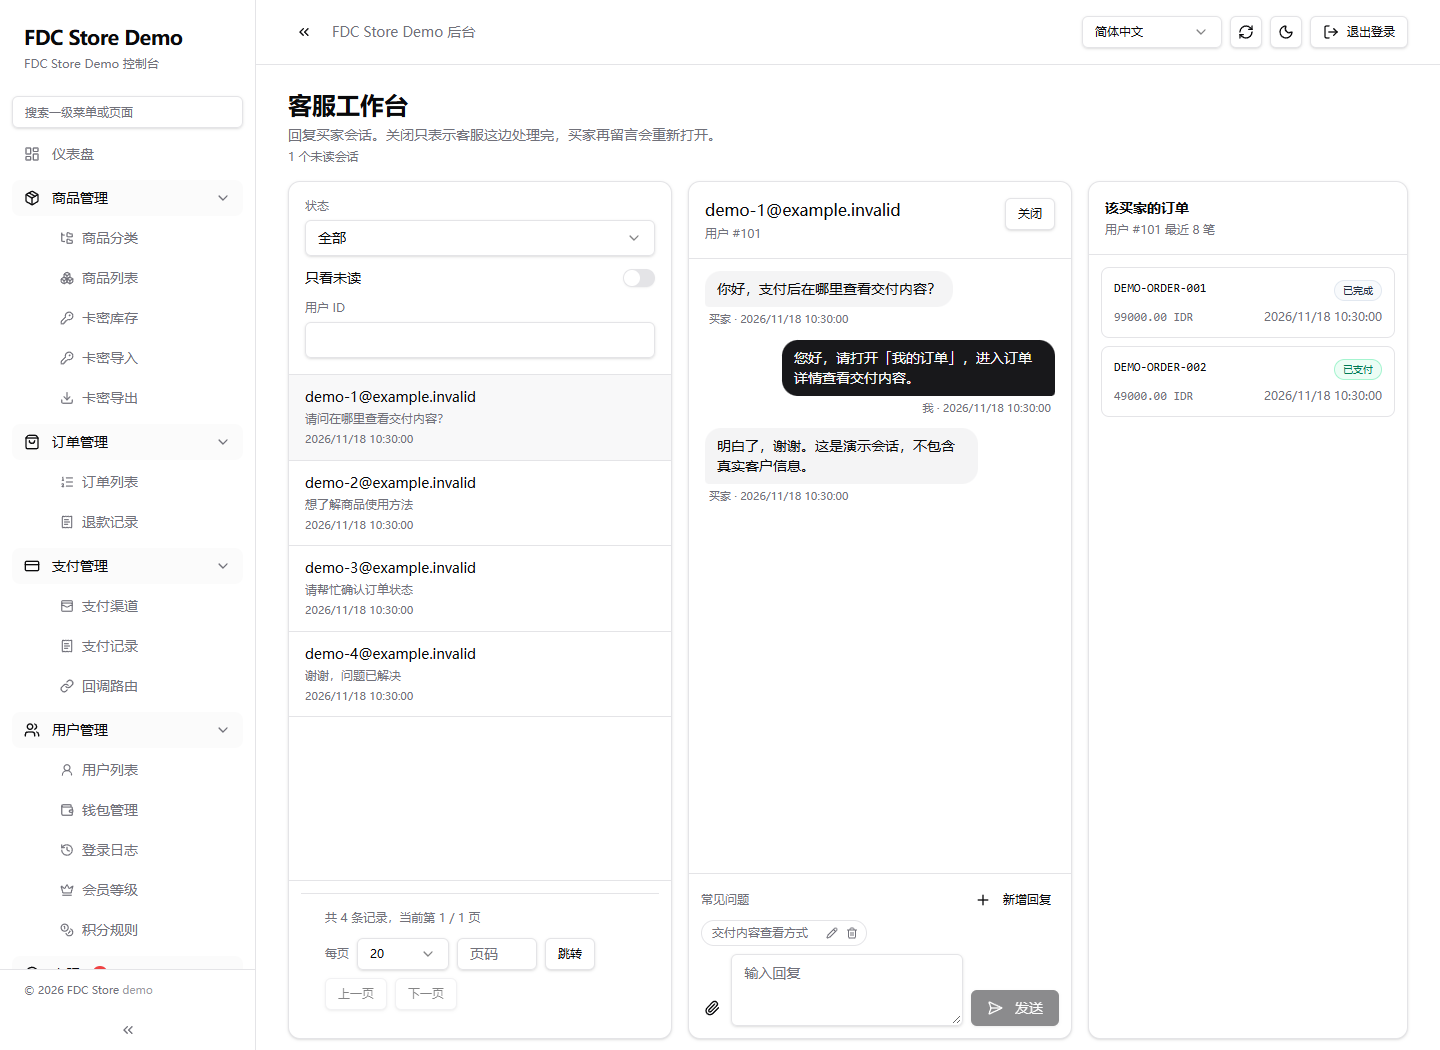 FDC Store Demo
FDC Store Demo 控制台
搜索一级菜单或页面
仪表盘
商品管理
商品分类
商品列表
卡密库存
卡密导入
卡密导出
订单管理
订单列表
退款记录
支付管理
支付渠道
支付记录
回调路由
用户管理
用户列表
钱包管理
登录日志
会员等级
积分规则
© 2026 FDC Store demo
FDC Store Demo 后台
简体中文
退出登录
客服工作台
回复买家会话。关闭只表示客服这边处理完，买家再留言会重新打开。
1 个未读会话
状态
全部
只看未读
用户 ID
demo-1@example.invalid
请问在哪里查看交付内容？
2026/11/18 10:30:00
demo-2@example.invalid
想了解商品使用方法
2026/11/18 10:30:00
demo-3@example.invalid
请帮忙确认订单状态
2026/11/18 10:30:00
demo-4@example.invalid
谢谢，问题已解决
2026/11/18 10:30:00
共 4 条记录，当前第 1 / 1 页
每页
20
页码
跳转
上一页
下一页
demo-1@example.invalid
用户 #101
关闭
你好，支付后在哪里查看交付内容？
买家 · 2026/11/18 10:30:00
您好，请打开「我的订单」，进入订单
详情查看交付内容。
我 · 2026/11/18 10:30:00
明白了，谢谢。这是演示会话，不包含
真实客户信息。
买家 · 2026/11/18 10:30:00
常见问题
新增回复
交付内容查看方式
输入回复
发送
该买家的订单
用户 #101 最近 8 笔
DEMO-ORDER-001
已完成
99000.00 IDR
2026/11/18 10:30:00
DEMO-ORDER-002
已支付
49000.00 IDR
2026/11/18 10:30:00